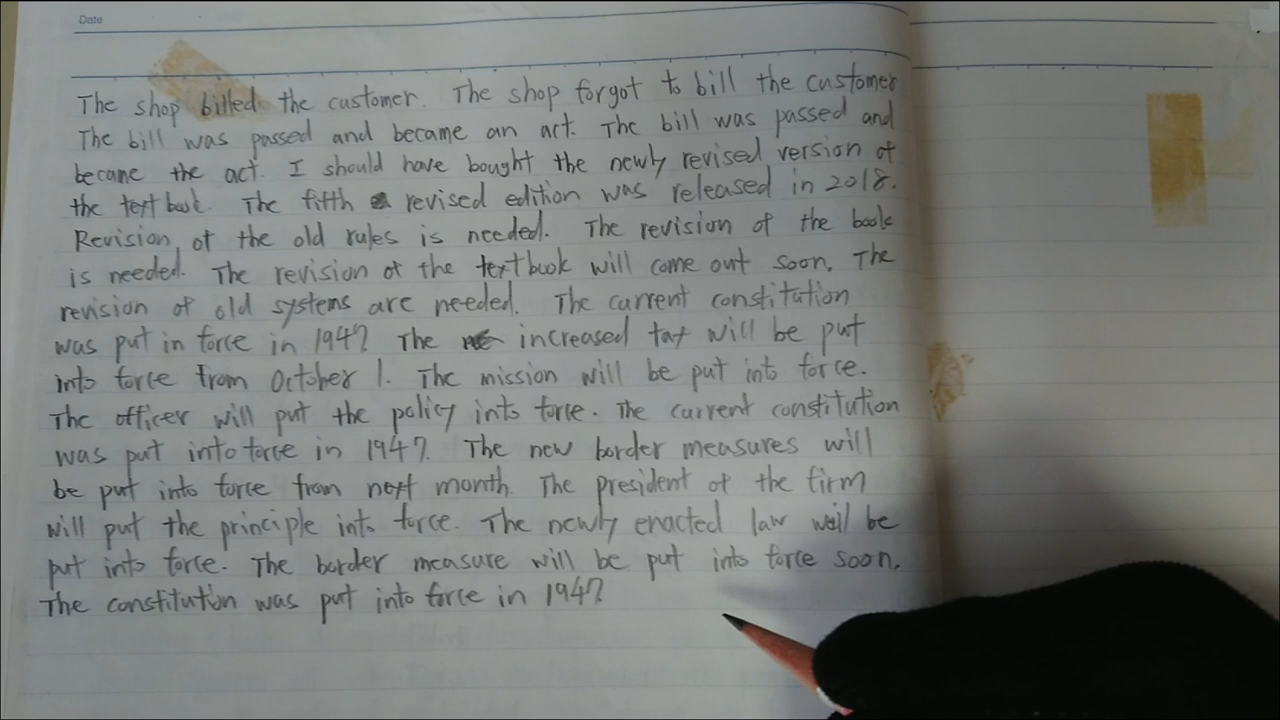 Date
The shop billed the customer. The shop forgot to bill the customer
The bill was passed and became an act. The bill was passed and
became the act. I should have bought the newly revised version of
the textbook. The fifth revised edition was released in 2018.
Revision of the old rules is needed. The revision of the book
is needed. The revision of the textbook will come out soon. The
revision of old systems are needed. The current constitution
was put in force in 1947. The increased tax will be put
into force from October 1. The mission will be put into force.
The officer will put the policy into force. The current constitution
was put into force in 1947. The new border measures will
be put into force from next month. The president of the firm
will put the principle into force. The newly enacted law will be
put into force. The border measure will be put into force soon.
The constitution was put into force in 1947